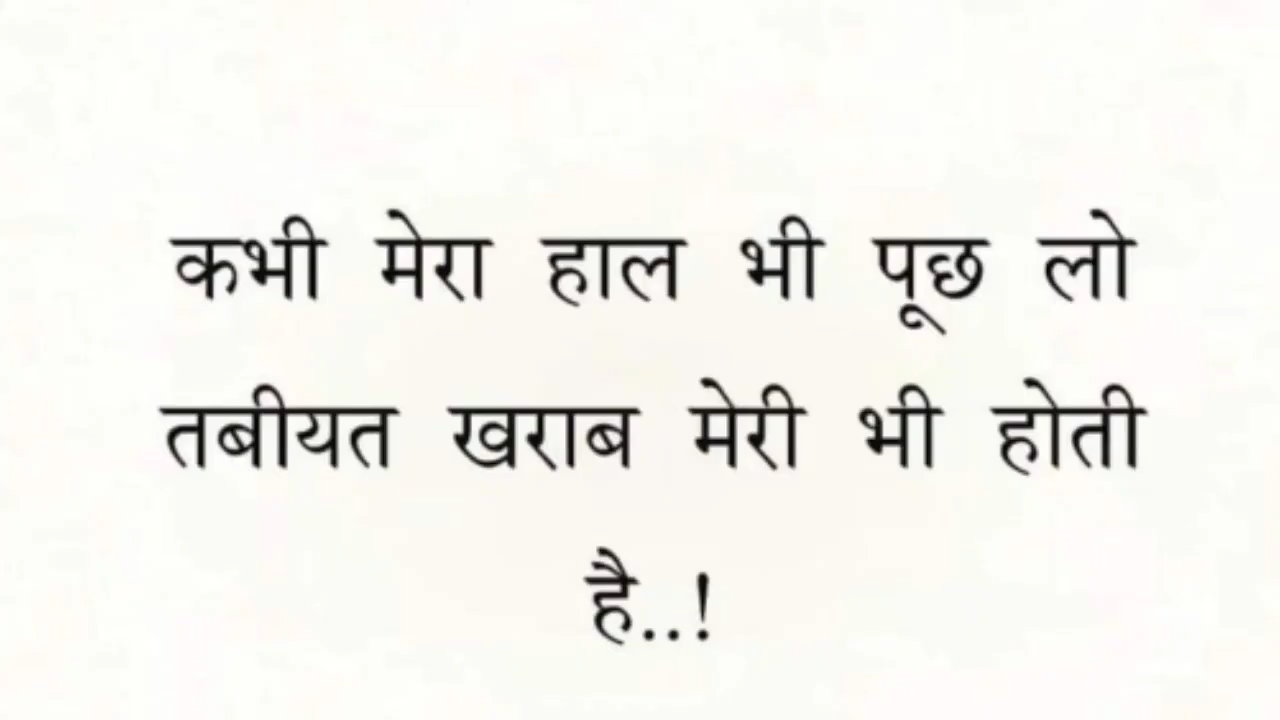 कभी मेरा हाल भी पूछ लो
तबीयत खराब मेरी भी होती
है..!